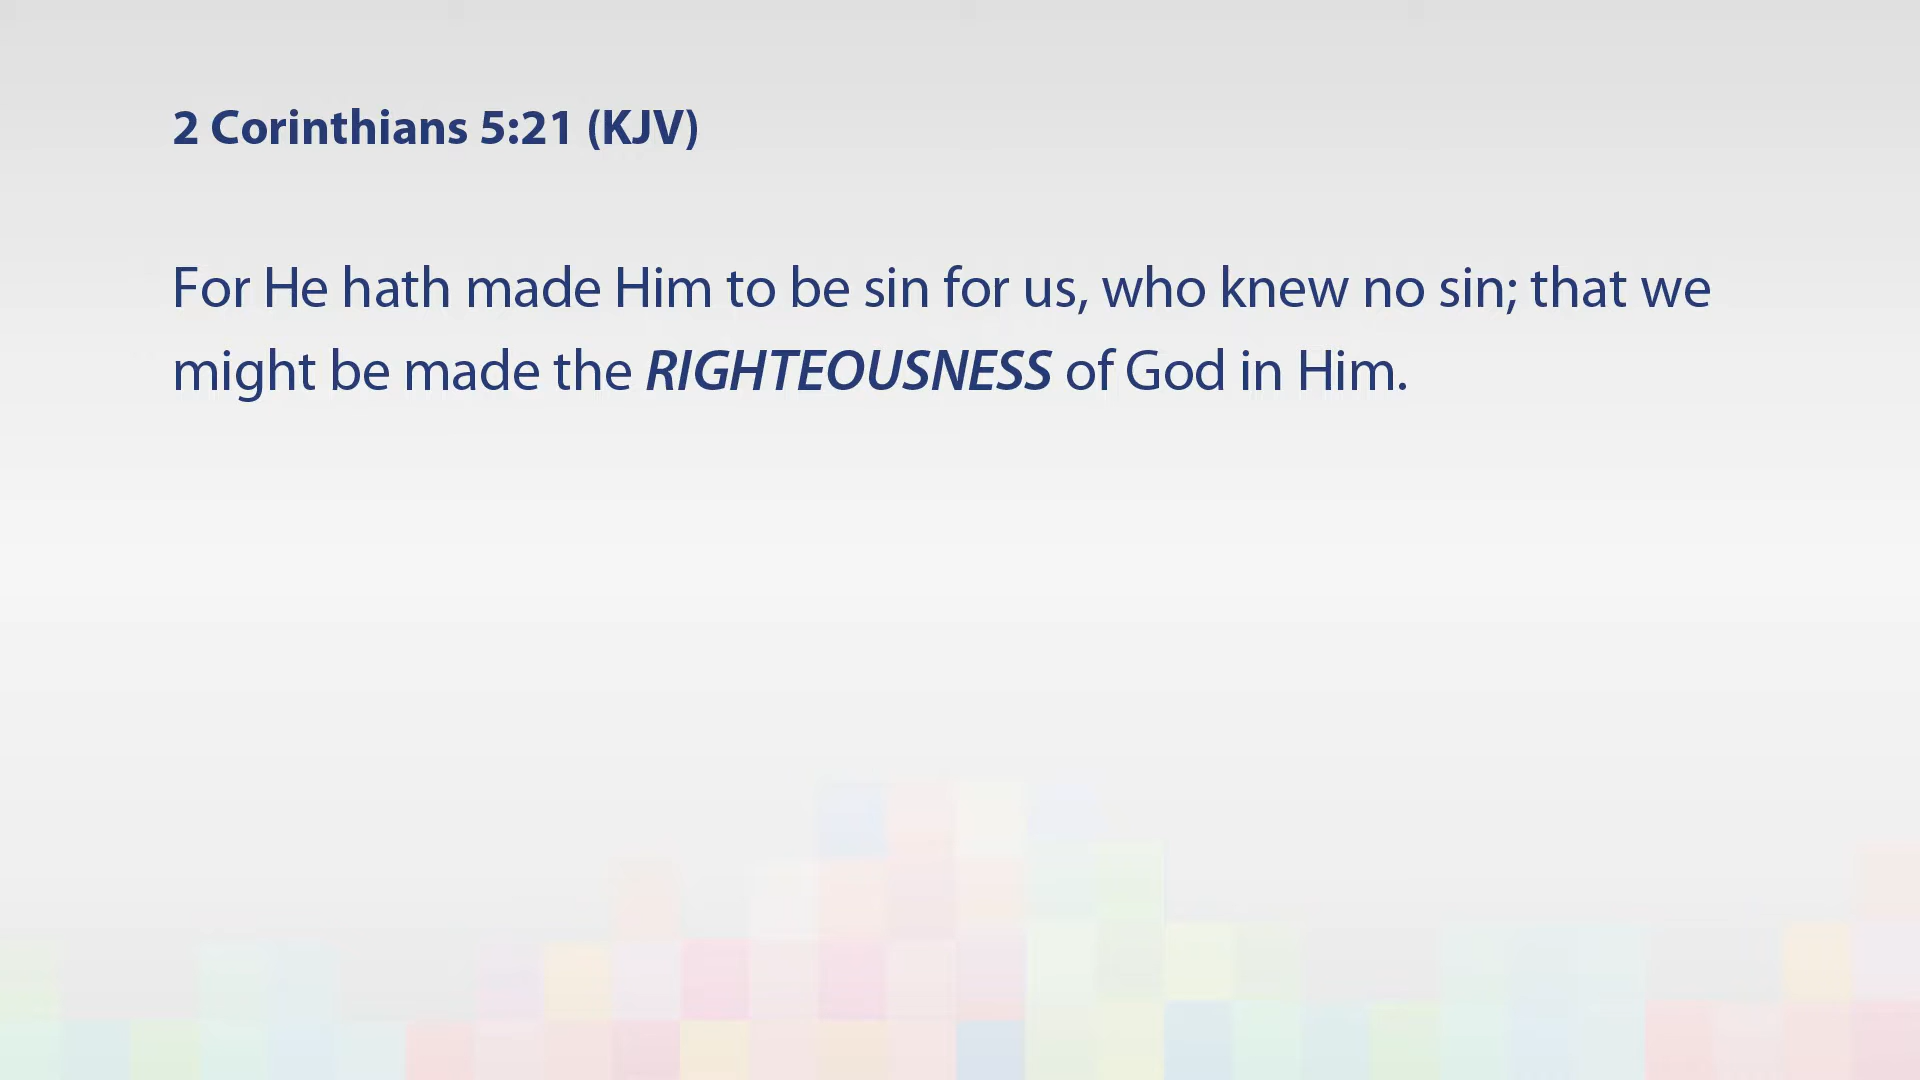 2 Corinthians 5:21 (KJV)
For He hath made Him to be sin for us, who knew no sin; that we
might be made the RIGHTEOUSNESS of God in Him.